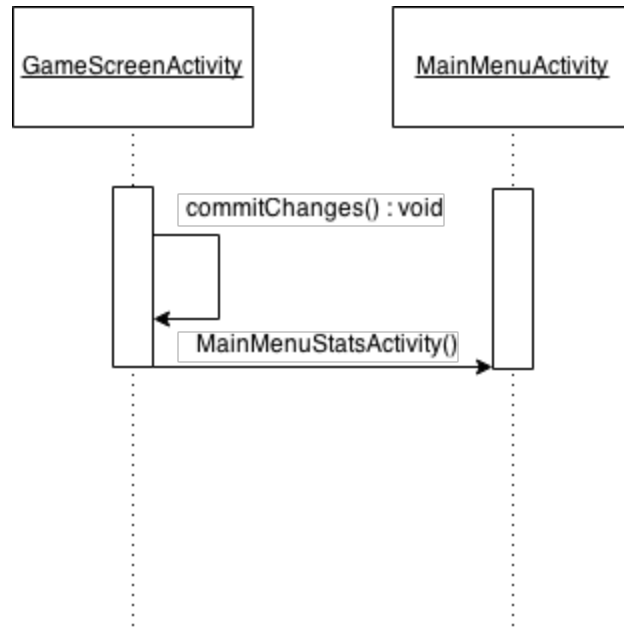 GameScreenActivity
MainMenuActivity
commitChanges() : void
MainMenuStatsActivity()